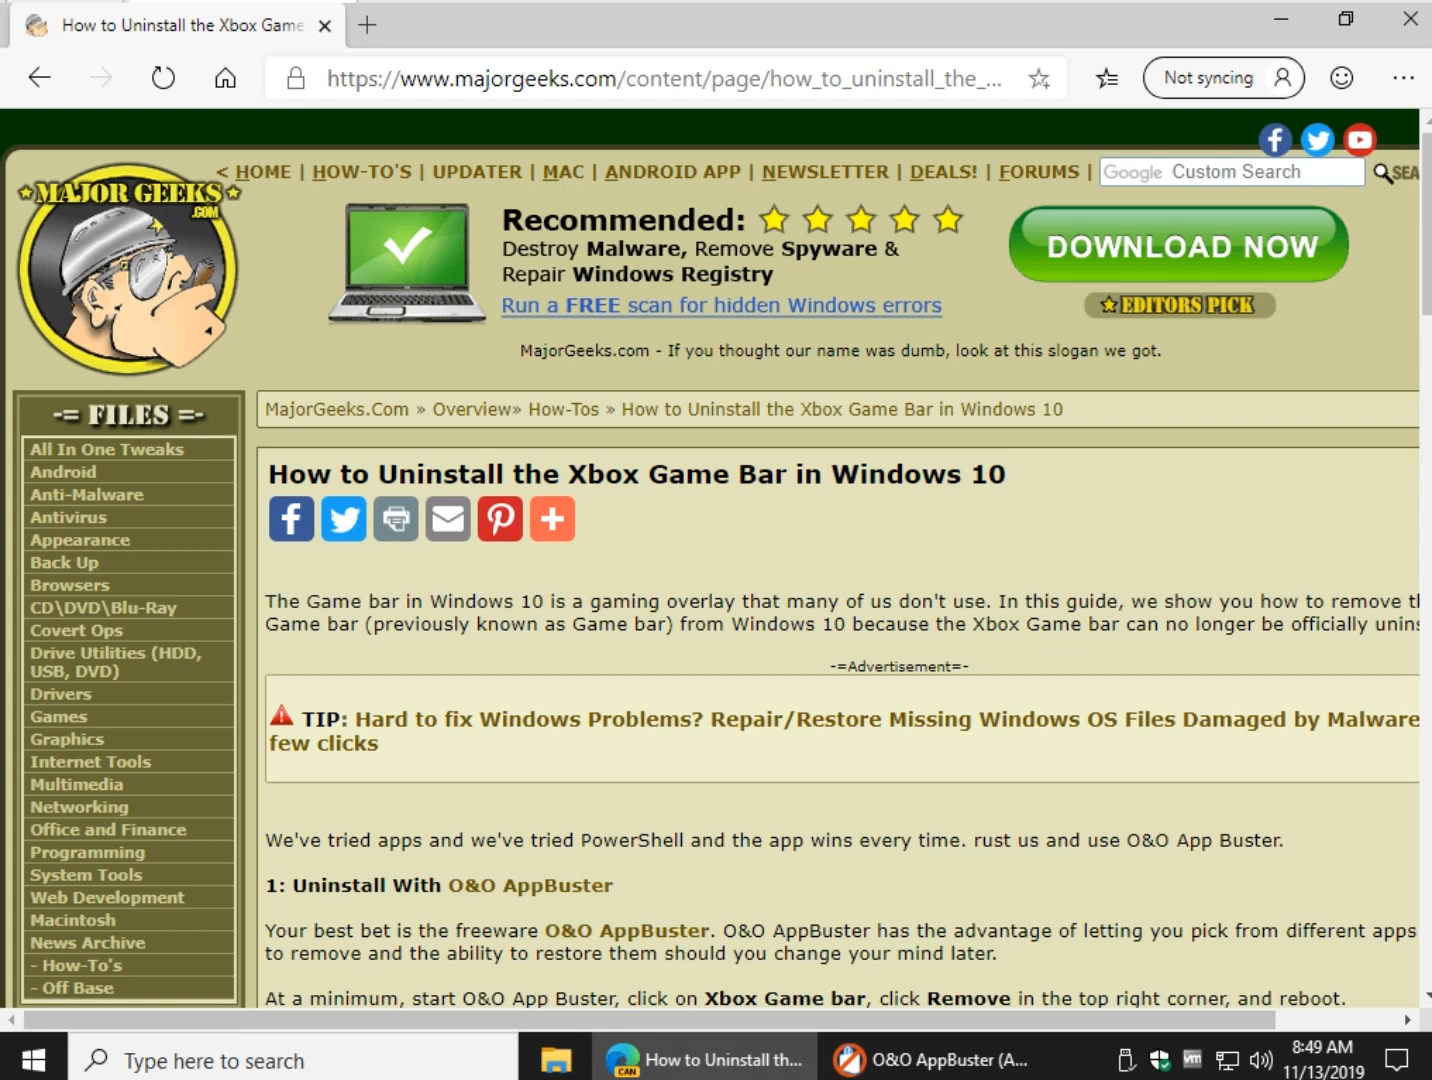 How to Uninstall the Xbox Game
https://www.majorgeeks.com/content/page/how_to_uninstall_the_...
Not syncing
MAJOR GEEKS
.COM
< HOME | HOW-TO'S | UPDATER | MAC | ANDROID APP | NEWSLETTER | DEALS! | FORUMS |
Google Custom Search
SEA
Recommended:
Destroy Malware, Remove Spyware &
Repair Windows Registry
Run a FREE scan for hidden Windows errors
DOWNLOAD NOW
EDITORS PICK
MajorGeeks.com - If you thought our name was dumb, look at this slogan we got.
-= FILES =-
All In One Tweaks
Android
Anti-Malware
Antivirus
Appearance
Back Up
Browsers
CD\DVD\Blu-Ray
Covert Ops
Drive Utilities (HDD,
USB, DVD)
Drivers
Games
Graphics
Internet Tools
Multimedia
Networking
Office and Finance
Programming
System Tools
Web Development
Macintosh
News Archive
- How-To's
- Off Base
MajorGeeks.Com » Overview» How-Tos » How to Uninstall the Xbox Game Bar in Windows 10
How to Uninstall the Xbox Game Bar in Windows 10
The Game bar in Windows 10 is a gaming overlay that many of us don't use. In this guide, we show you how to remove
Game bar (previously known as Game bar) from Windows 10 because the Xbox Game bar can no longer be officially
-=Advertisement=-
TIP: Hard to fix Windows Problems? Repair/Restore Missing Windows OS Files Damaged by Malware
few clicks
We've tried apps and we've tried PowerShell and the app wins every time. rust us and use O&O App Buster.
1: Uninstall With O&O AppBuster
Your best bet is the freeware O&O AppBuster. O&O AppBuster has the advantage of letting you pick from different apps
to remove and the ability to restore them should you change your mind later.
At a minimum, start O&O App Buster, click on Xbox Game bar, click Remove in the top right corner, and reboot.
Type here to search
CAN
How to Uninstall th...
O&O AppBuster (A...
vm
8:49 AM
11/13/2019